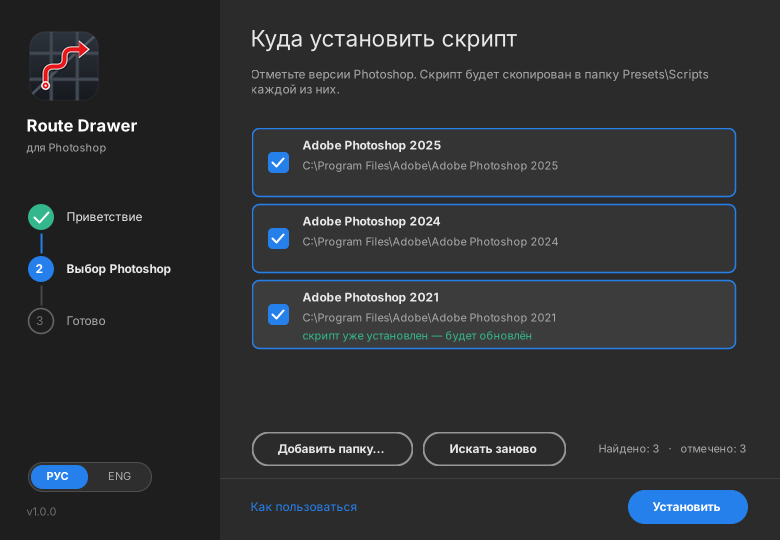 Route Drawer
для Photoshop
Приветствие
2 Выбор Photoshop
3 Готово
РУС ENG
v1.0.0
Куда установить скрипт
Отметьте версии Photoshop. Скрипт будет скопирован в папку Presets\Scripts
каждой из них.
Adobe Photoshop 2025
C:\Program Files\Adobe\Adobe Photoshop 2025
Adobe Photoshop 2024
C:\Program Files\Adobe\Adobe Photoshop 2024
Adobe Photoshop 2021
C:\Program Files\Adobe\Adobe Photoshop 2021
скрипт уже установлен — будет обновлён
Добавить папку... Искать заново Найдено: 3 · отмечено: 3
Как пользоваться Установить